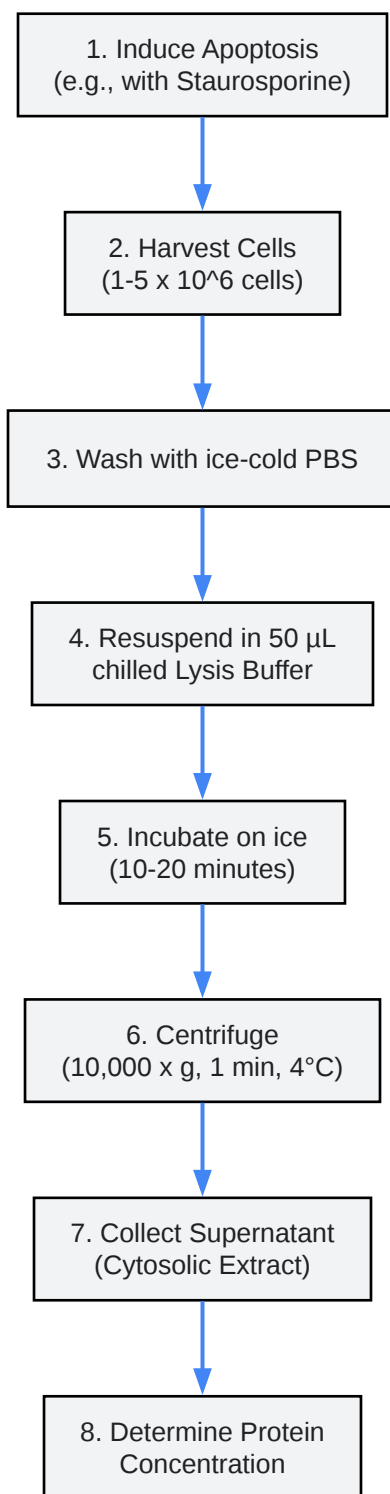 1. Induce Apoptosis
(e.g., with Staurosporine)
2. Harvest Cells
(1-5 x 10^6 cells)
3. Wash with ice-cold PBS
4. Resuspend in 50 µL
chilled Lysis Buffer
5. Incubate on ice
(10-20 minutes)
6. Centrifuge
(10,000 x g, 1 min, 4°C)
7. Collect Supernatant
(Cytosolic Extract)
8. Determine Protein
Concentration